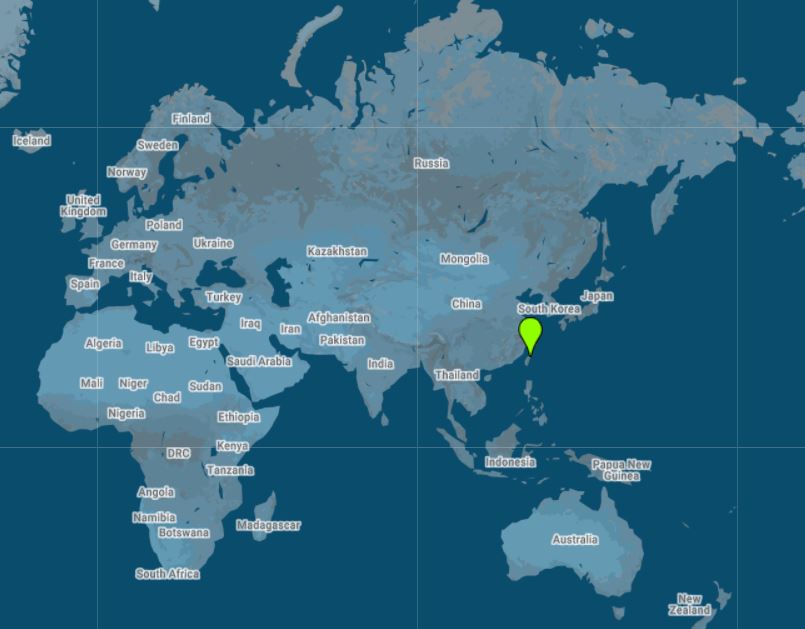 Finland
Iceland
Sweden
Russia
Norway
United
Kingdom
Poland
Germany
Ukraine
Kazakhstan
Mongolia
France
Italy
Spain
Turkey
China
Japan
South Korea
Iraq
Iran
Afghanistan
Pakistan
Algeria
Libya
Egypt
Saudi Arabia
India
Thailand
Mali
Niger
Sudan
Chad
Nigeria
Ethiopia
Kenya
DRC
Tanzania
Indonesia
Papua New
Guinea
Angola
Namibia
Botswana
Madagascar
Australia
South Africa
New
Zealand